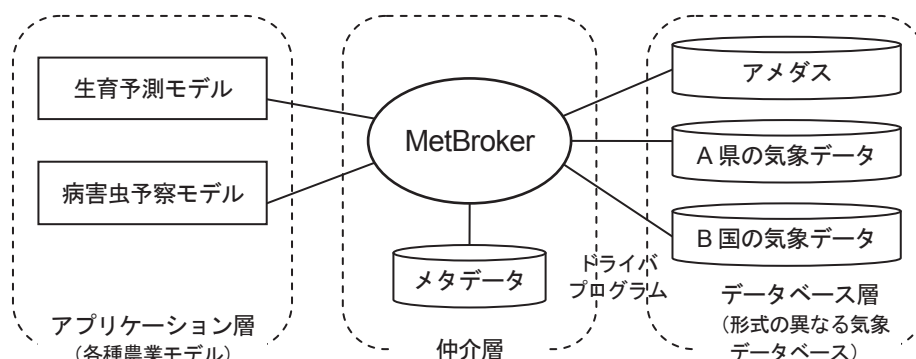 生育予測モデル
病害虫予察モデル
アプリケーション層
(各種農業モデル)
MetBroker
メタデータ
仲介層
ドライバ
プログラム
アメダス
A県の気象データ
B国の気象データ
データベース層
(形式の異なる気象
データベース)